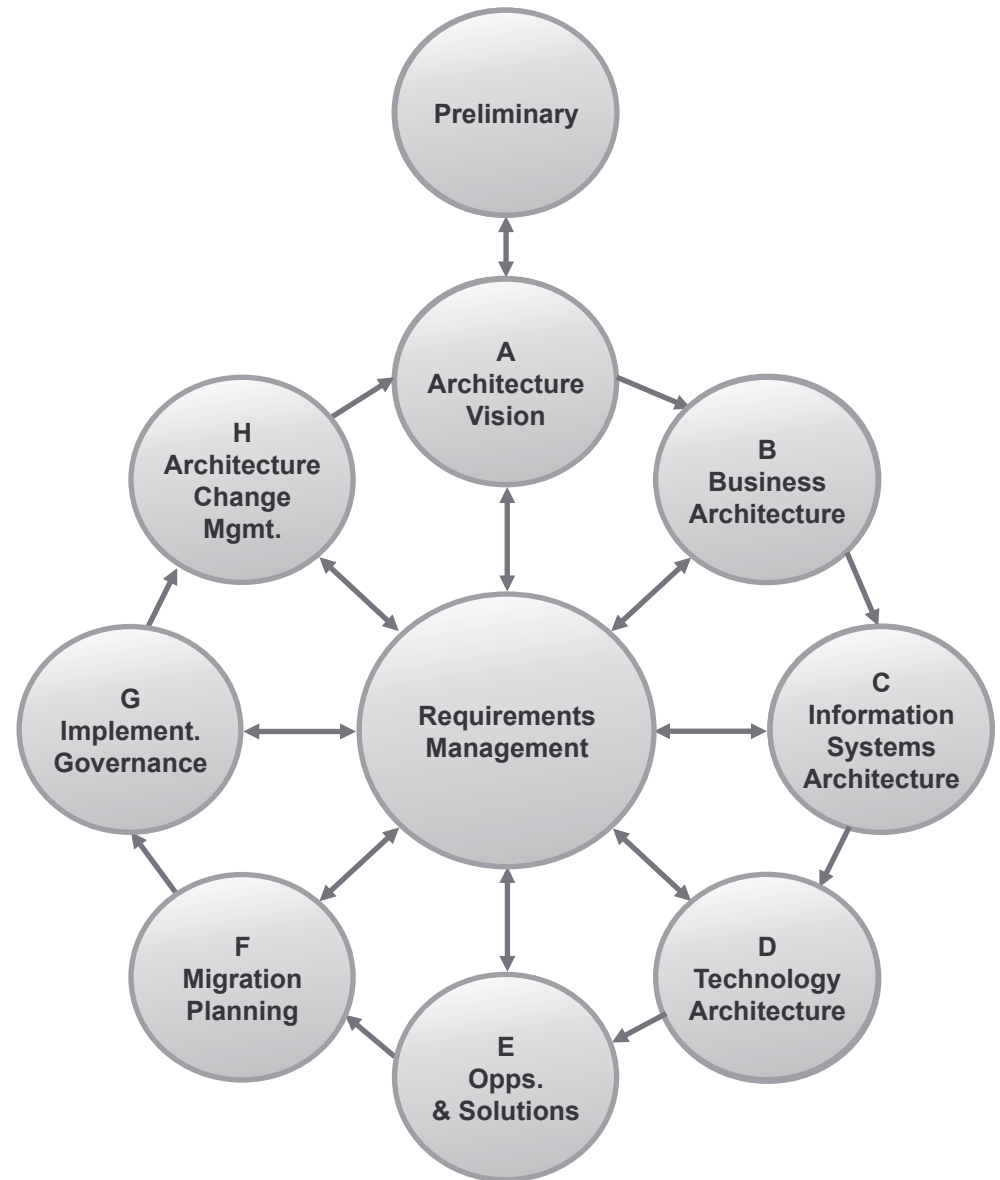 Preliminary
A
Architecture
Vision
B
Business
Architecture
C
Information
Systems
Architecture
D
Technology
Architecture
E
Opps.
& Solutions
F
Migration
Planning
G
Implement.
Governance
H
Architecture
Change
Mgmt.
Requirements
Management